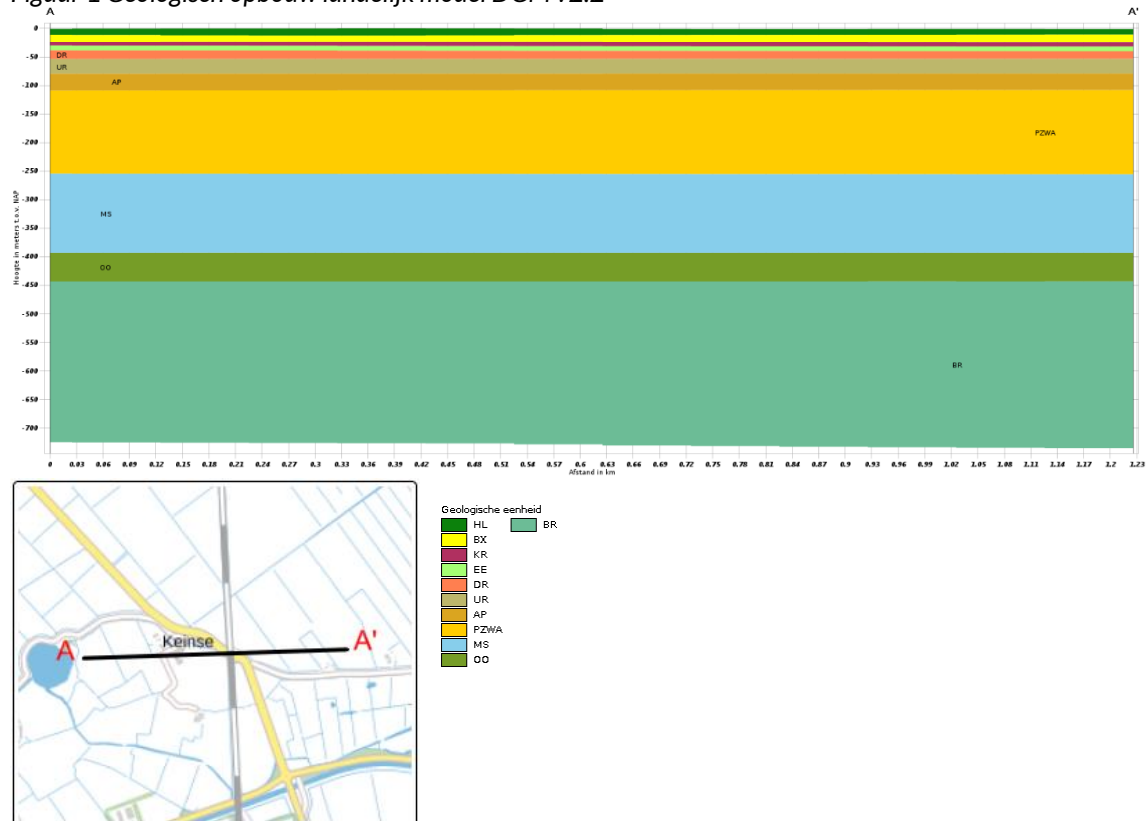 Figuur 1 Geologisch opbouw landelijk model DGM v2.2
A A'
0
-50
-100
-150
-200
-250
-300
-350
-400
-450
-500
-550
-600
-650
-700
Hoogte in meters t.o.v. NAP
DR
UR
AP
PZWA
MS
OO
BR
0 0.03 0.06 0.09 0.12 0.15 0.18 0.21 0.24 0.27 0.3 0.33 0.36 0.39 0.42 0.45 0.48 0.51 0.54 0.57 0.6 0.63 0.66 0.69 0.72 0.75 0.78 0.81 0.84 0.87 0.9 0.93 0.96 0.99 1.02 1.05 1.08 1.11 1.14 1.17 1.2 1.23
Afstand in km
Keinse
A A'
Geologische eenheid
HL BR
BX
KR
EE
DR
UR
AP
PZWA
MS
OO